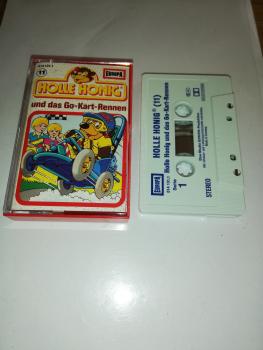 EUROPA
(11)
HOLLE HONIG
und das Go-Kart-Rennen
HOLLE HONIG® (11)
Holle Honig und das Go-Kart-Rennen
EUROPA
Serie
1
STEREO